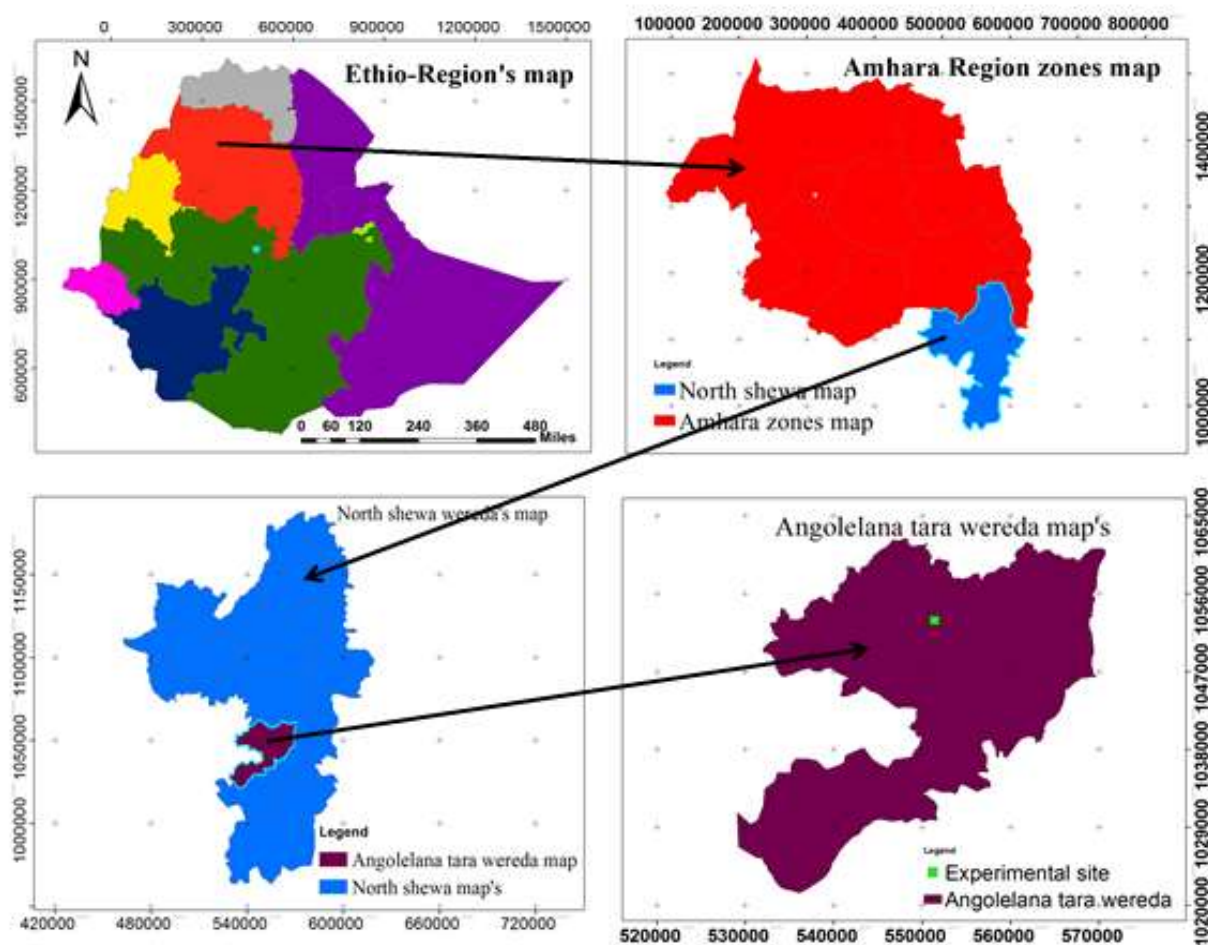 0 300000 600000 900000 1200000 1500000
N
Ethio-Region's map
1500000
1200000
900000
600000
0 60 120 240 360 480
Miles
100000 200000 300000 400000 500000 600000 700000 800000
Amhara Region zones map
1400000
1200000
1000000
Legend
North shewa map
Amhara zones map
North shewa wereda's map
1150000
1100000
1050000
1000000
Legend
Angolelana tara wereda map
North shewa map's
420000 480000 540000 600000 660000 720000
Angolelana tara wereda map's
1065000
1056000
1047000
1038000
1029000
1020000
Legend
Experimental site
Angolelana tara wereda
520000 530000 540000 550000 560000 570000